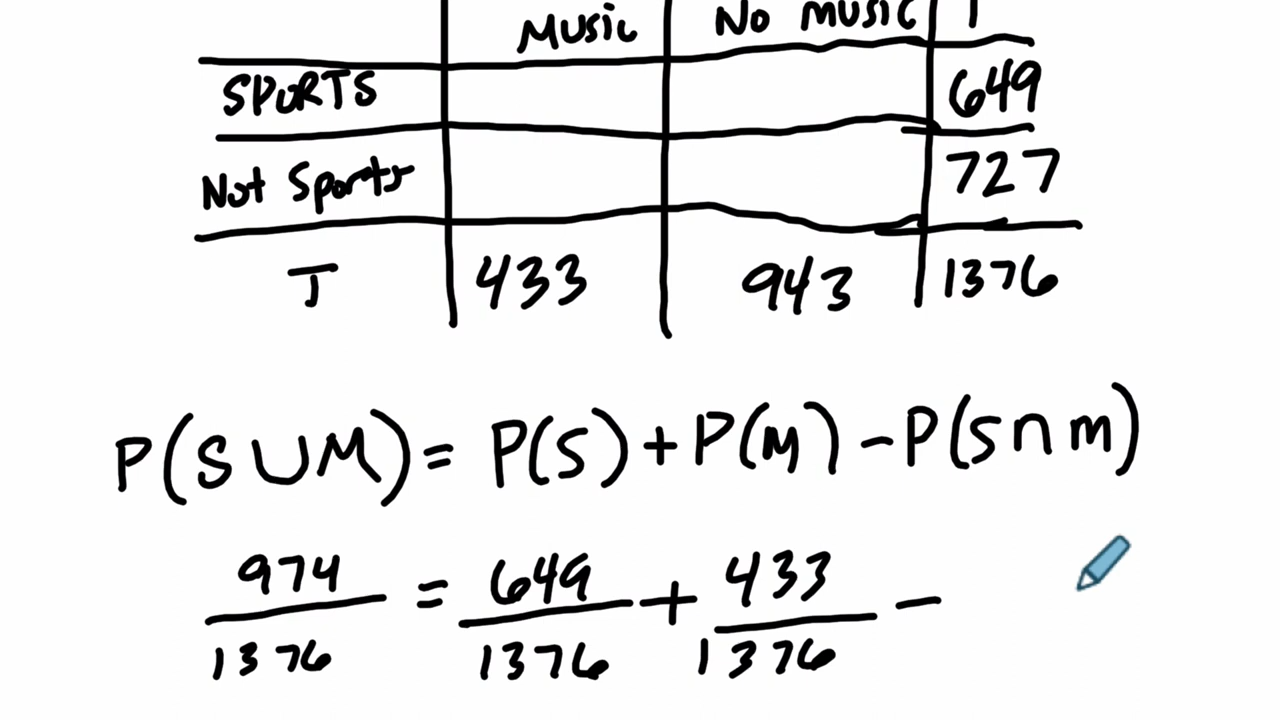 Music No music T
SPORTS 649
Not Sports 727
T 433 943 1376
P(S ∪ M) = P(S) + P(M) − P(S ∩ M)
974/1376 = 649/1376 + 433/1376 −